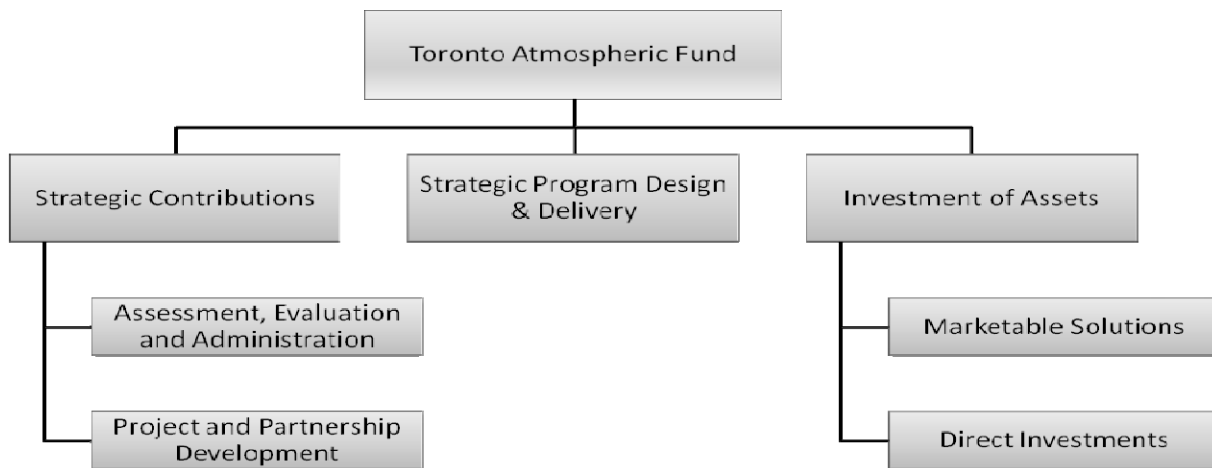 Toronto Atmospheric Fund
Strategic Contributions
Strategic Program Design
& Delivery
Investment of Assets
Assessment, Evaluation
and Administration
Marketable Solutions
Project and Partnership
Development
Direct Investments